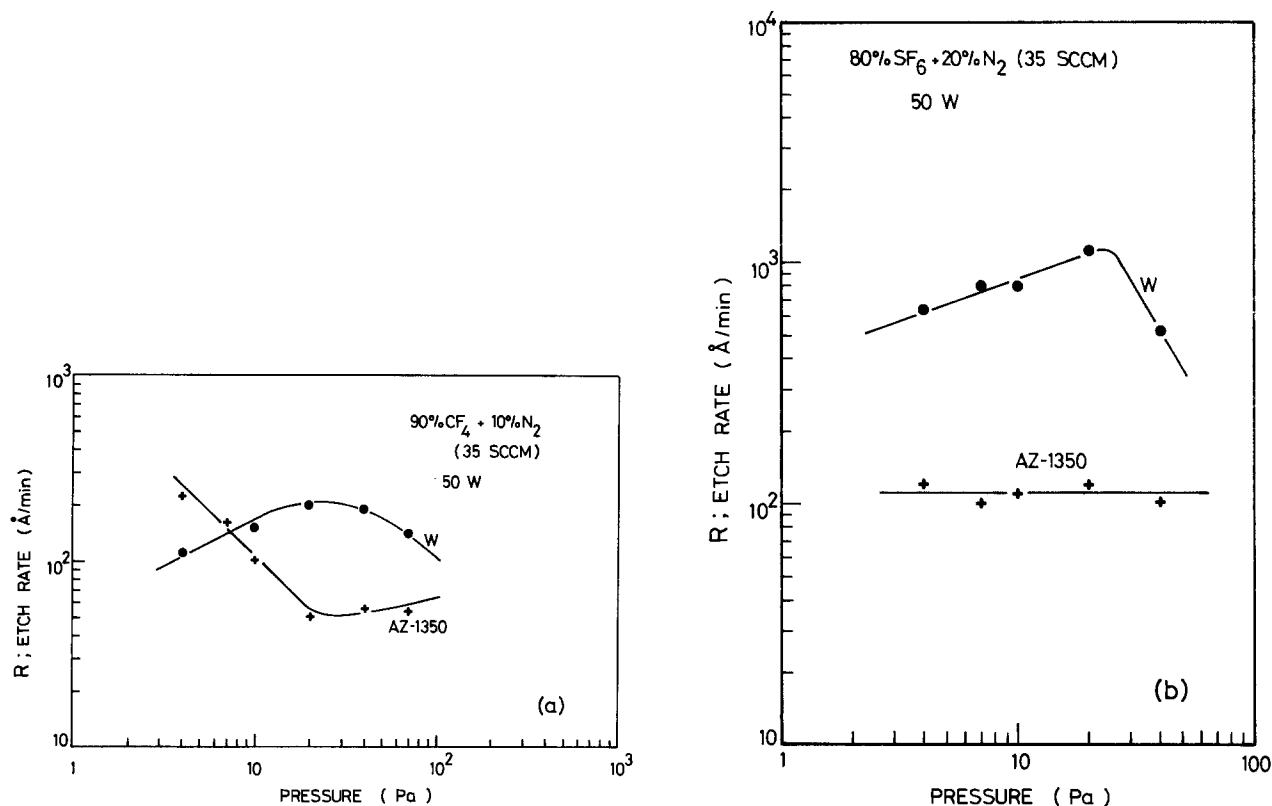 10³
90%CF₄ + 10%N₂
(35 SCCM)
50 W
R ; ETCH RATE (Å/min)
10²
W
AZ-1350
(a)
10
1
10
10²
10³
PRESSURE ( Pa )
10⁴
80%SF₆ +20%N₂ (35 SCCM)
50 W
R ; ETCH RATE (Å/min)
10³
W
AZ-1350
10²
(b)
10
1
10
100
PRESSURE ( Pa )